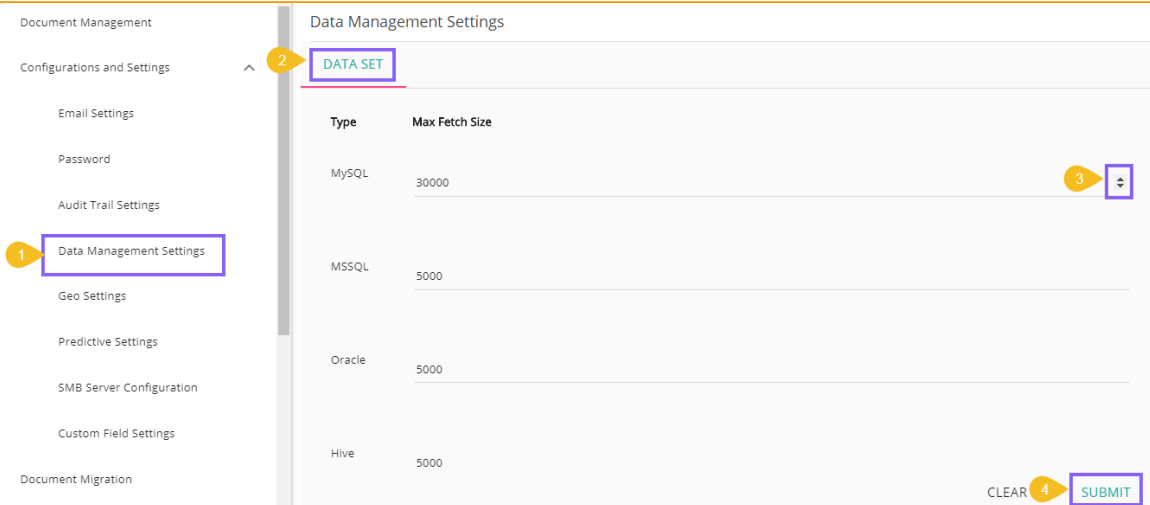 Document Management
Configurations and Settings
Email Settings
Password
Audit Trail Settings
1
Data Management Settings
Geo Settings
Predictive Settings
SMB Server Configuration
Custom Field Settings
Document Migration
Data Management Settings
2
DATA SET
Type Max Fetch Size
MySQL 30000
3
MSSQL 5000
Oracle 5000
Hive 5000
CLEAR 4 SUBMIT